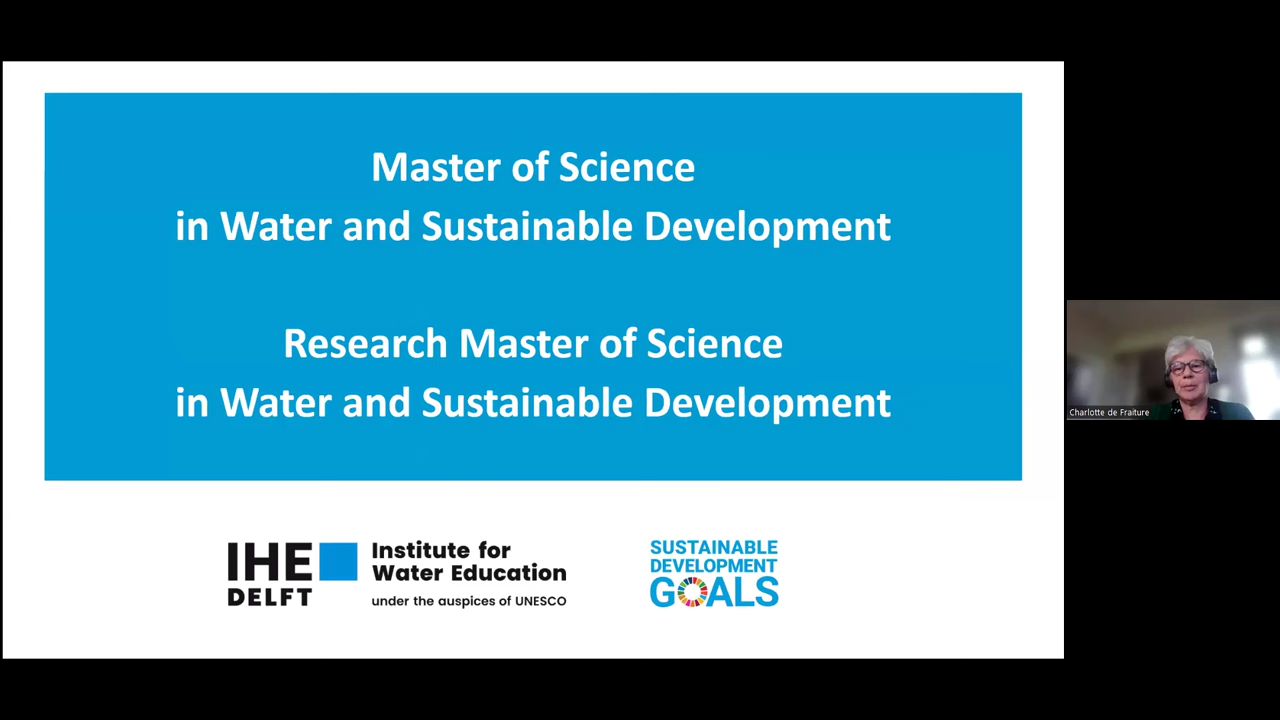 Master of Science
in Water and Sustainable Development
Research Master of Science
in Water and Sustainable Development
IHE
DELFT
Institute for
Water Education
under the auspices of UNESCO
SUSTAINABLE
DEVELOPMENT
GOALS
Charlotte de Fraiture